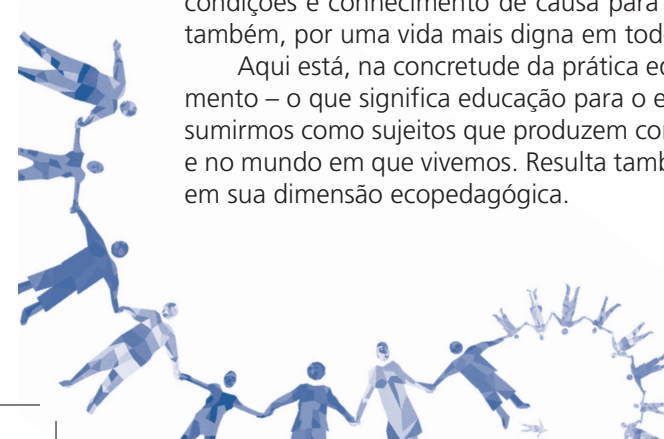 condições e conhecimento de causa para
também, por uma vida mais digna em tod
Aqui está, na concretude da prática e
mento – o que significa educação para o e
sumirmos como sujeitos que produzem co
e no mundo em que vivemos. Resulta tamb
em sua dimensão ecopedagógica.